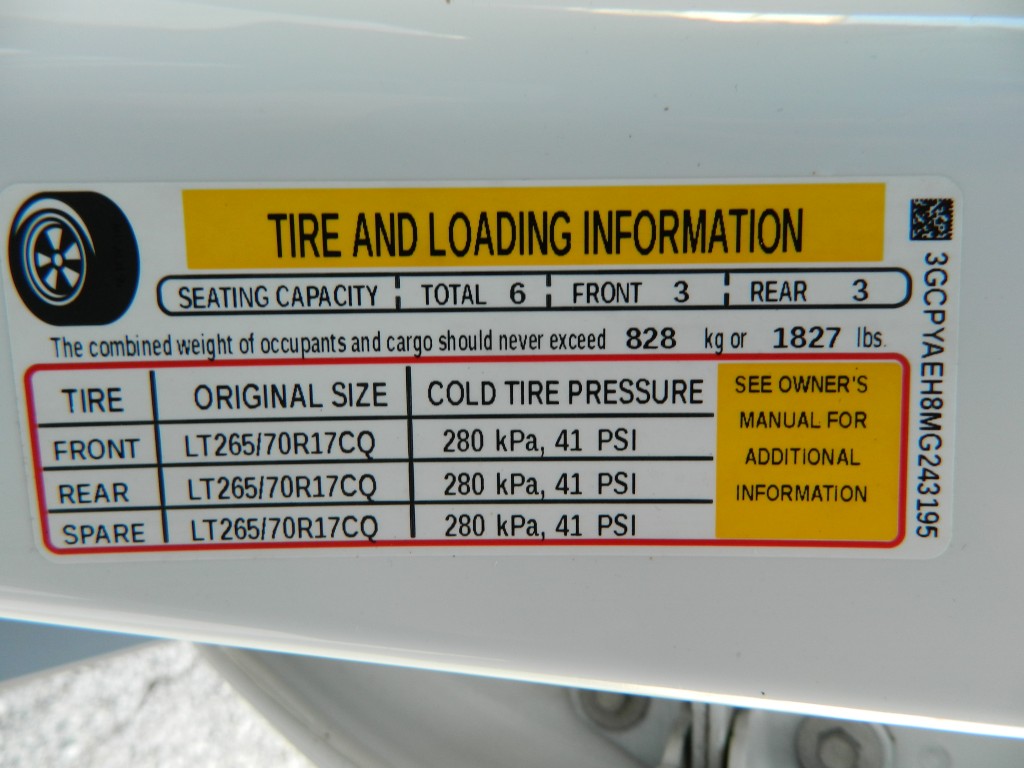 TIRE AND LOADING INFORMATION
SEATING CAPACITY TOTAL 6 FRONT 3 REAR 3
The combined weight of occupants and cargo should never exceed 828 kg or 1827 lbs.
TIRE ORIGINAL SIZE COLD TIRE PRESSURE
FRONT LT265/70R17CQ 280 kPa, 41 PSI
REAR LT265/70R17CQ 280 kPa, 41 PSI
SPARE LT265/70R17CQ 280 kPa, 41 PSI
SEE OWNER'S
MANUAL FOR
ADDITIONAL
INFORMATION
3GCPYAEH8MG243195